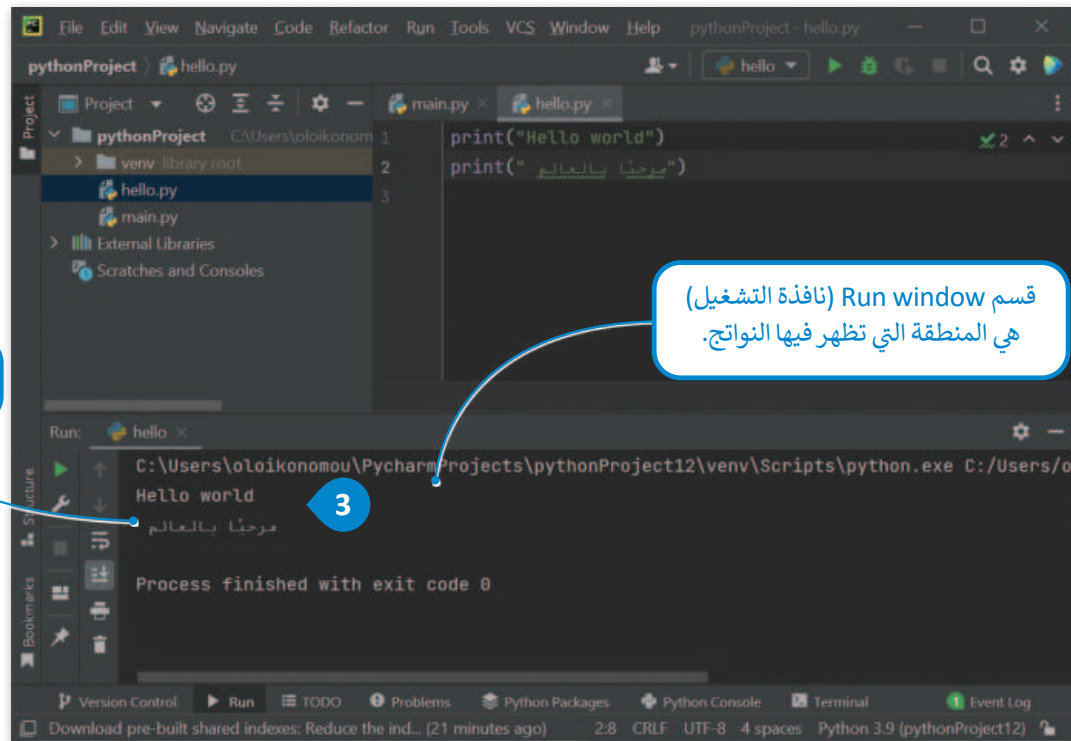 PC
File Edit View Navigate Code Refactor Run Tools VCS Window Help pythonProject - hello.py
pythonProject hello.py
hello
Project
Project
main.py
hello.py
pythonProject C:\Users\oloikonom
venv library root
hello.py
main.py
External Libraries
Scratches and Consoles
1 print("Hello world")
2 print(" مرحبًا بالعالم")
3
2
قسم Run window (نافذة التشغيل)
هي المنطقة التي تظهر فيها النواتج.
Run: hello
C:\Users\oloikonomou\PycharmProjects\pythonProject12\venv\Scripts\python.exe C:/Users/o
Hello world
3
مرحبًا بالعالم
Process finished with exit code 0
Structure
Bookmarks
Version Control Run TODO Problems Python Packages Python Console Terminal 1 Event Log
Download pre-built shared indexes: Reduce the ind... (21 minutes ago) 2:8 CRLF UTF-8 4 spaces Python 3.9 (pythonProject12)